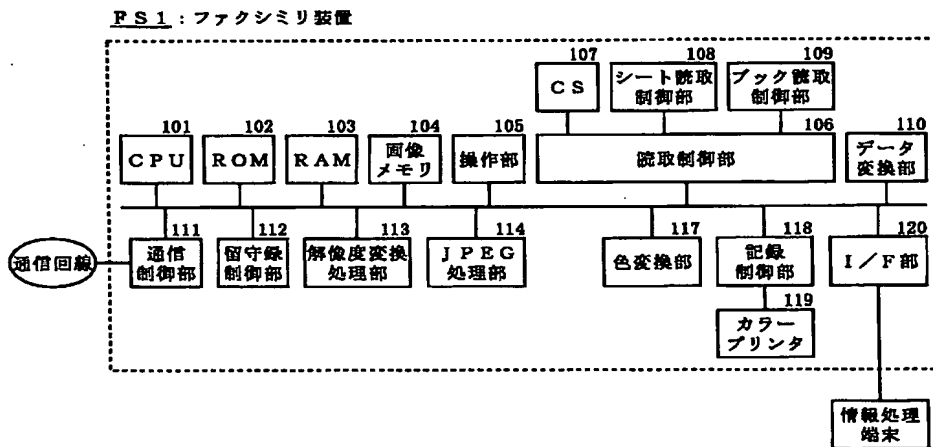 FS1：ファクシミリ装置
107
108
109
CS
シート読取
制御部
ブック読取
制御部
101
102
103
104
105
106
110
CPU
ROM
RAM
画像
メモリ
操作部
読取制御部
データ
変換部
通信回線
111
112
113
114
117
118
120
通信
制御部
留守録
制御部
解像度変換
処理部
JPEG
処理部
色変換部
記録
制御部
I／F部
119
カラー
プリンタ
情報処理
端末